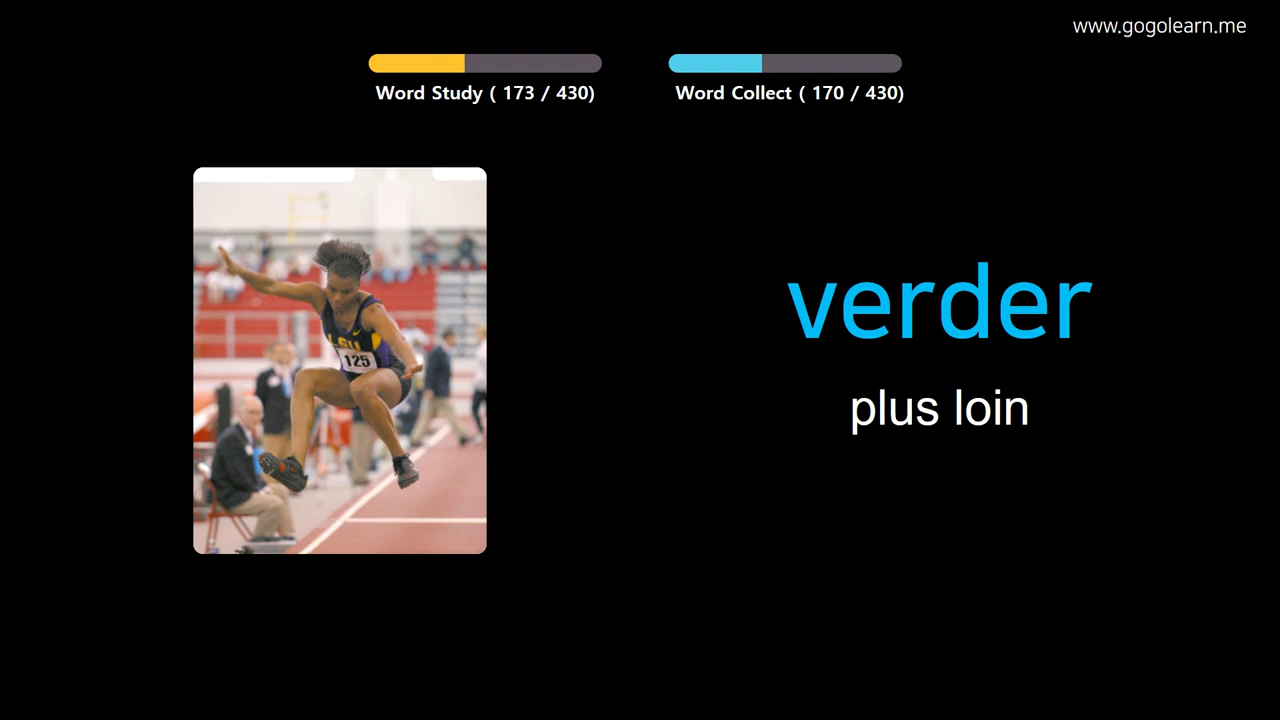 www.gogolearn.me
Word Study ( 173 / 430)
Word Collect ( 170 / 430)
LSU
125
verder
plus loin